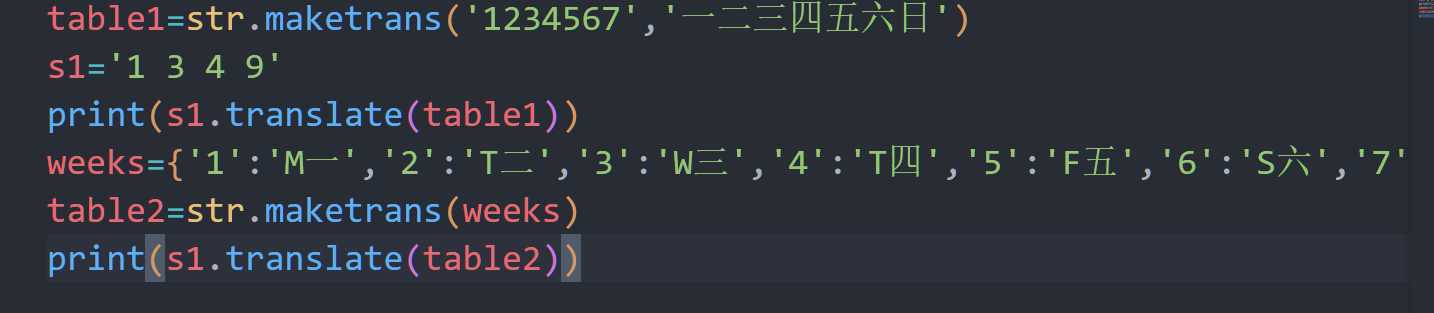 table1=str.maketrans('1234567','一二三四五六日')
s1='1 3 4 9'
print(s1.translate(table1))
weeks={'1':'M一','2':'T二','3':'W三','4':'T四','5':'F五','6':'S六','7'
table2=str.maketrans(weeks)
print(s1.translate(table2))